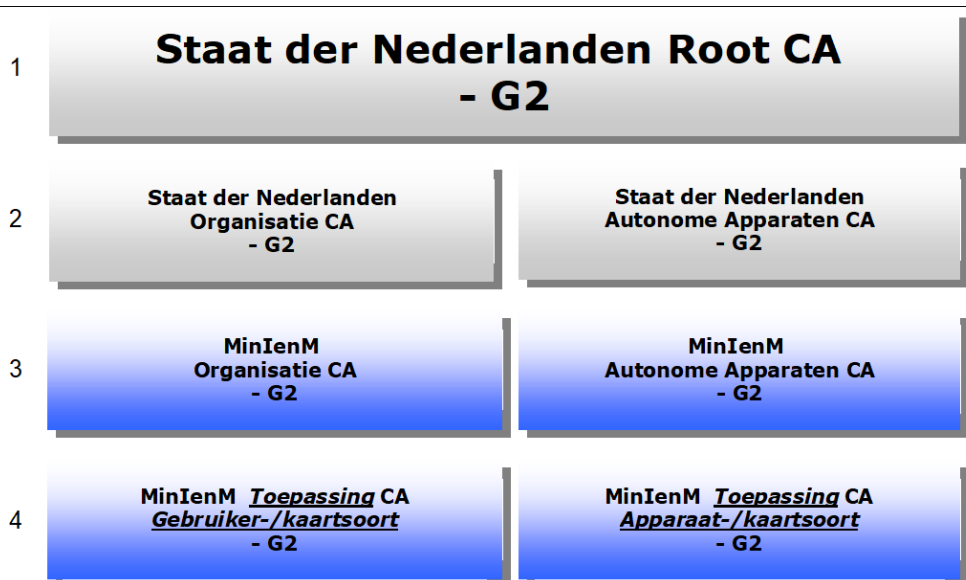 1
Staat der Nederlanden Root CA
- G2
2
Staat der Nederlanden
Organisatie CA
- G2
Staat der Nederlanden
Autonome Apparaten CA
- G2
3
MinIenM
Organisatie CA
- G2
MinIenM
Autonome Apparaten CA
- G2
4
MinIenM Toepassing CA
Gebruiker-/kaartsoort
- G2
MinIenM Toepassing CA
Apparaat-/kaartsoort
- G2